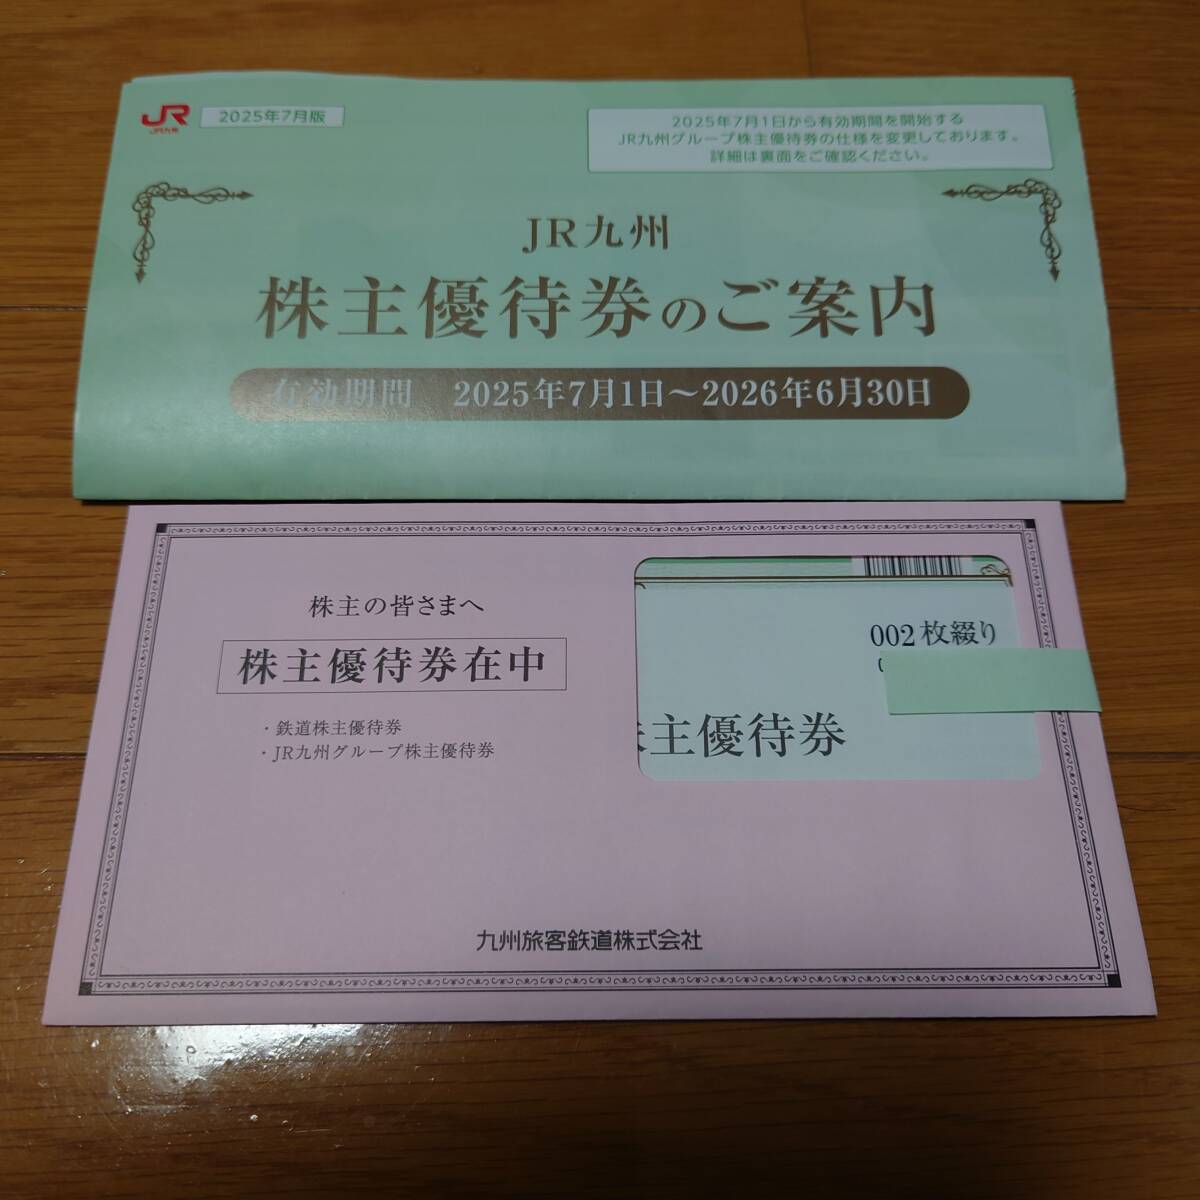 JR
JR九州
2025年7月版
2025年7月1日から有効期間を開始する
JR九州グループ株主優待券の仕様を変更しております。
詳細は裏面をご確認ください。
JR九州
株主優待券のご案内
有効期間 2025年7月1日～2026年6月30日
株主の皆さまへ
株主優待券在中
・鉄道株主優待券
・JR九州グループ株主優待券
002枚綴り
主優待券
九州旅客鉄道株式会社